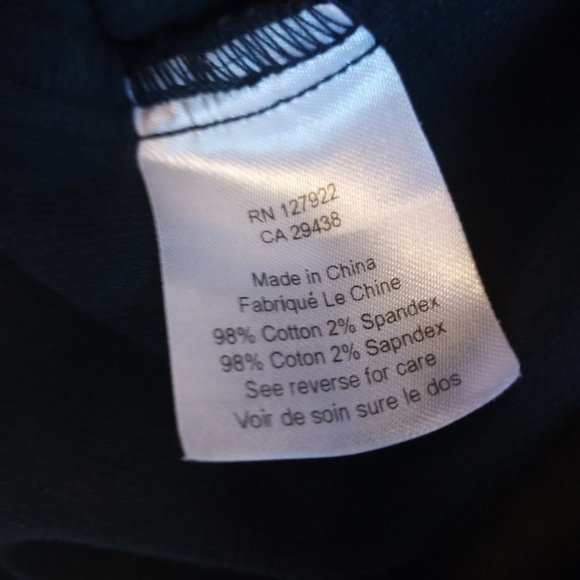 RN 127922
CA 29438
Made in China
Fabriqué Le Chine
98% Cotton 2% Spandex
98% Coton 2% Sapndex
See reverse for care
Voir de soin sure le dos